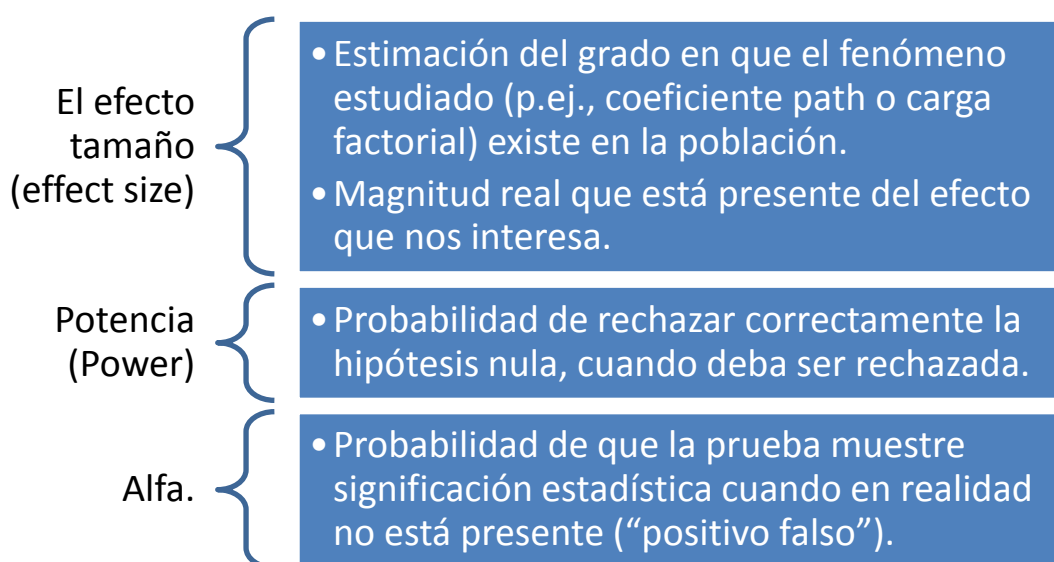 El efecto
tamaño
(effect size)
• Estimación del grado en que el fenómeno
estudiado (p.ej., coeficiente path o carga
factorial) existe en la población.
• Magnitud real que está presente del efecto
que nos interesa.
Potencia
(Power)
• Probabilidad de rechazar correctamente la
hipótesis nula, cuando deba ser rechazada.
Alfa.
• Probabilidad de que la prueba muestre
significación estadística cuando en realidad
no está presente (“positivo falso”).